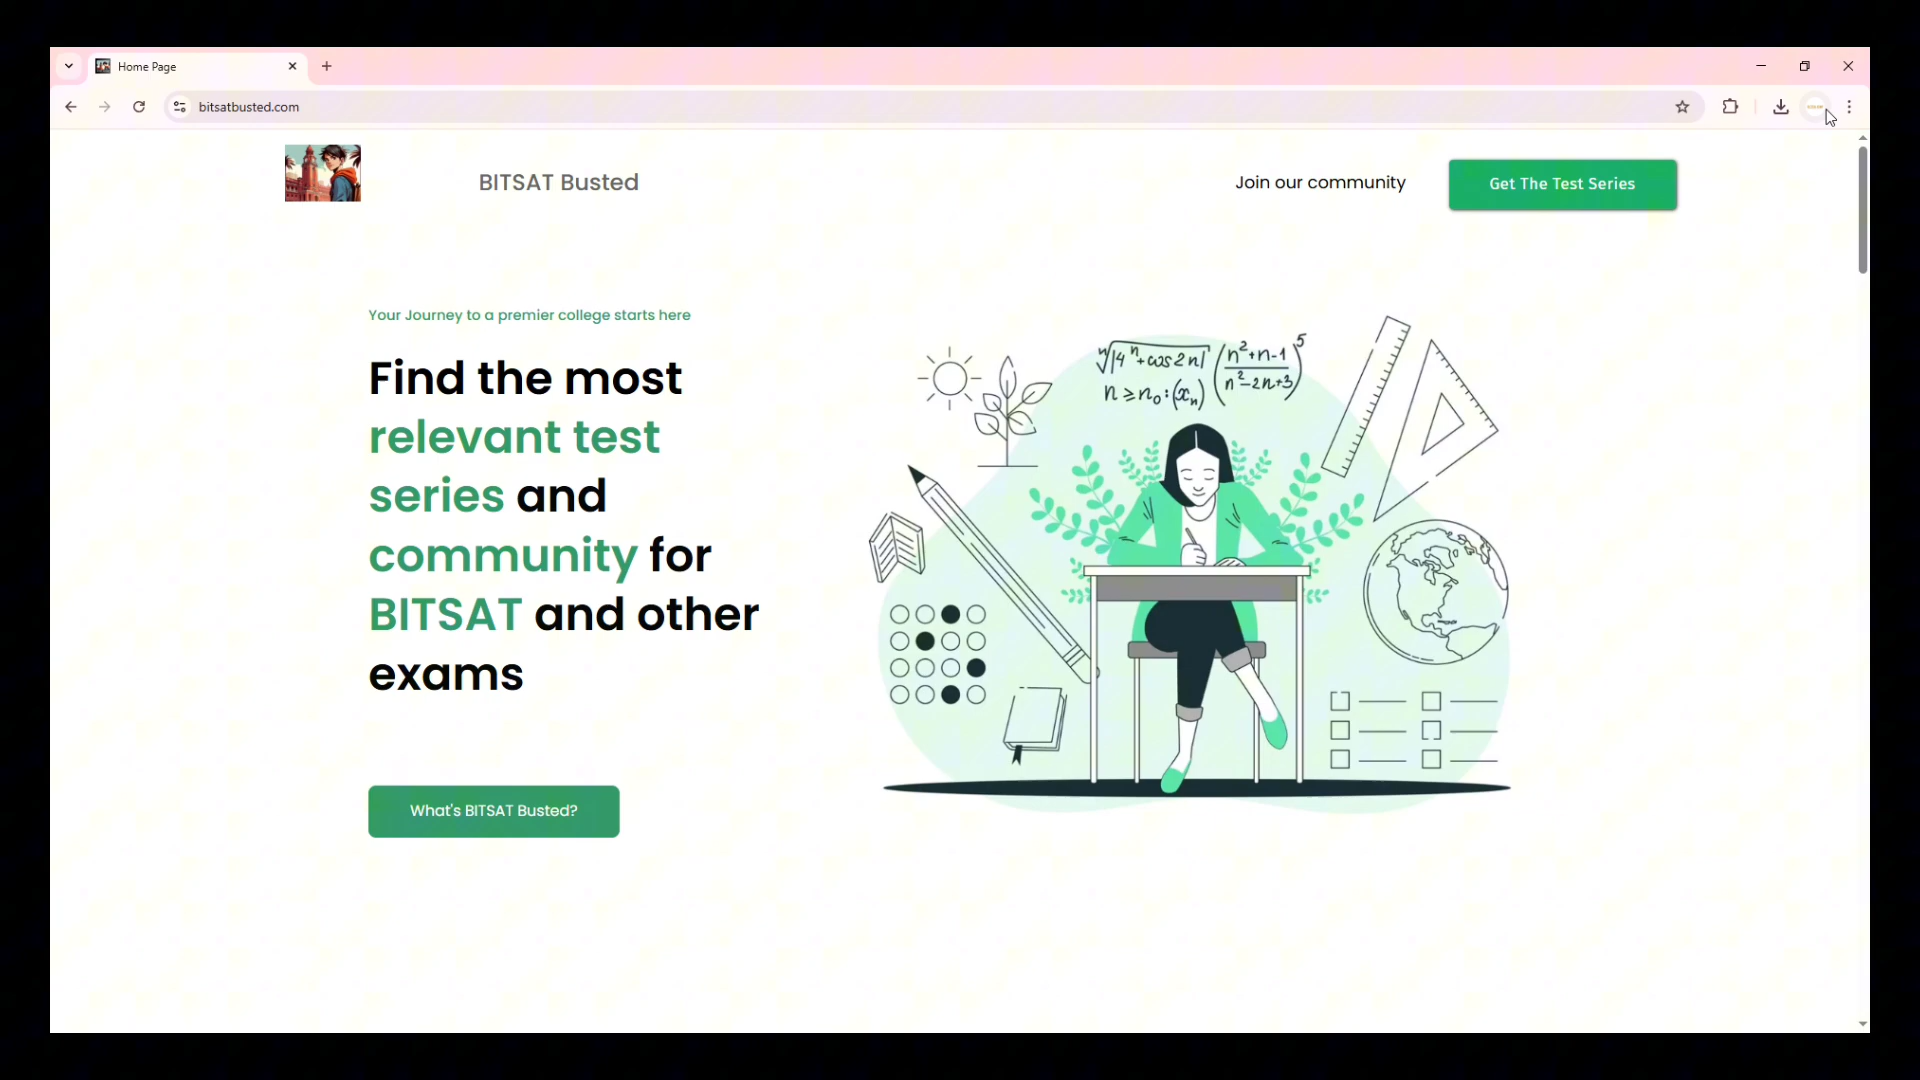 Home Page
bitsatbusted.com
BITSAT Busted
Join our community
Get The Test Series
Your Journey to a premier college starts here
Find the most
relevant test
series and
community for
BITSAT and other
exams
What's BITSAT Busted?